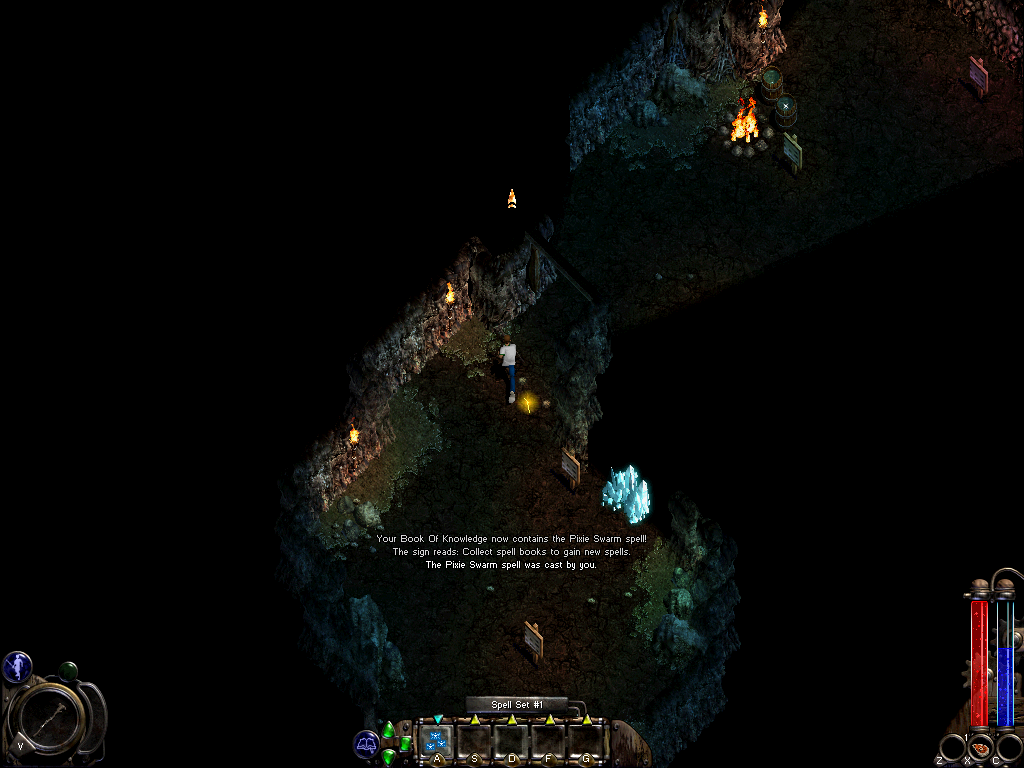 Your Book Of Knowledge now contains the Pixie Swarm spell!
The sign reads: Collect spell books to gain new spells.
The Pixie Swarm spell was cast by you.
Spell Set #1
V
A S D F G
1
Z X C